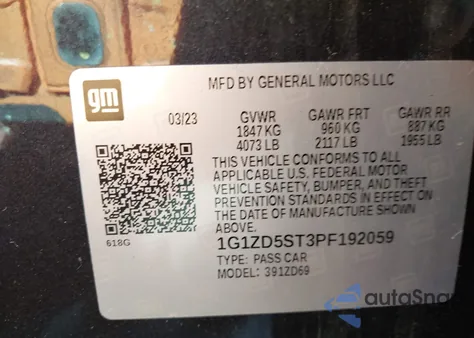 gm
MFD BY GENERAL MOTORS LLC
03/23 GVWR GAWR FRT GAWR RR
1847 KG 960 KG 887 KG
4073 LB 2117 LB 1955 LB
THIS VEHICLE CONFORMS TO ALL
APPLICABLE U.S. FEDERAL MOTOR
VEHICLE SAFETY, BUMPER, AND THEFT
PREVENTION STANDARDS IN EFFECT ON
THE DATE OF MANUFACTURE SHOWN
ABOVE.
618G
1G1ZD5ST3PF192059
TYPE: PASS CAR
MODEL: 391ZD69
autoSna